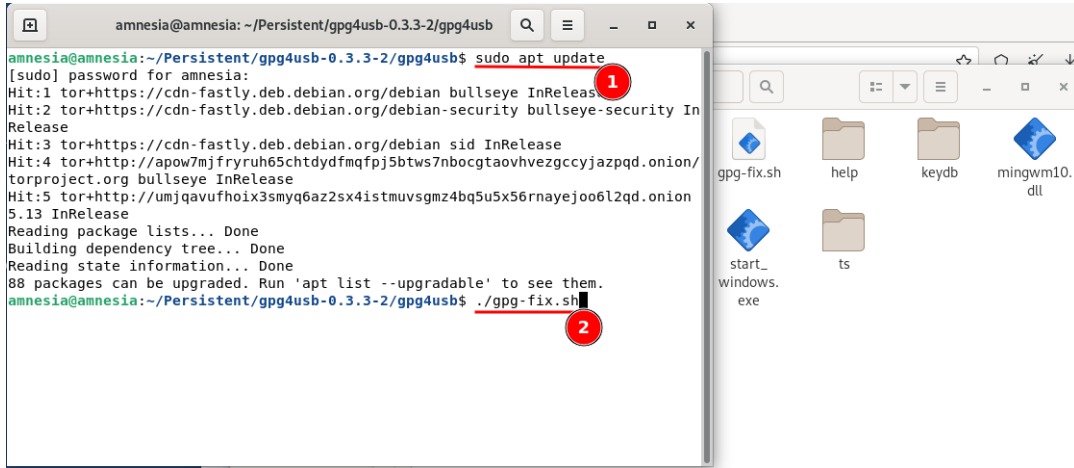 amnesia@amnesia: ~/Persistent/gpg4usb-0.3.3-2/gpg4usb
amnesia@amnesia:~/Persistent/gpg4usb-0.3.3-2/gpg4usb$ sudo apt update
[sudo] password for amnesia:
1
Hit:1 tor+https://cdn-fastly.deb.debian.org/debian bullseye InRelease
Hit:2 tor+https://cdn-fastly.deb.debian.org/debian-security bullseye-security In
Release
Hit:3 tor+https://cdn-fastly.deb.debian.org/debian sid InRelease
Hit:4 tor+http://apow7mjfryruh65chtdydfmqfpj5btws7nbocgtaovhvezgccyjazpqd.onion/
torproject.org bullseye InRelease
Hit:5 tor+http://umjqavufhoix3smyq6az2sx4istmuvsgmz4bq5u5x56rnayejoo6l2qd.onion
5.13 InRelease
Reading package lists... Done
Building dependency tree... Done
Reading state information... Done
88 packages can be upgraded. Run 'apt list --upgradable' to see them.
amnesia@amnesia:~/Persistent/gpg4usb-0.3.3-2/gpg4usb$ ./gpg-fix.sh
2
gpg-fix.sh
help
keydb
mingwm10.
dll
start_
windows.
exe
ts